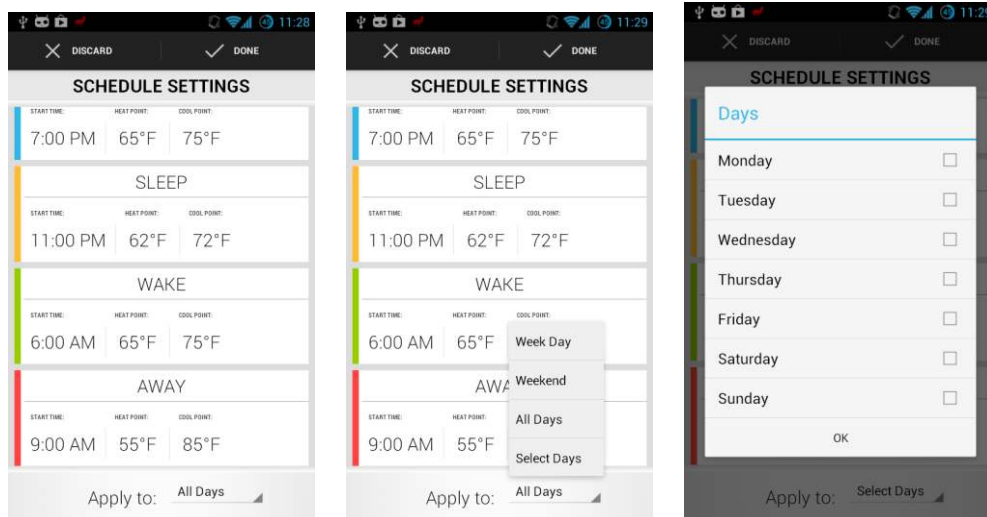 11:28
DISCARD DONE
SCHEDULE SETTINGS
START TIME: HEAT POINT: COOL POINT:
7:00 PM 65°F 75°F
SLEEP
START TIME: HEAT POINT: COOL POINT:
11:00 PM 62°F 72°F
WAKE
START TIME: HEAT POINT: COOL POINT:
6:00 AM 65°F 75°F
AWAY
START TIME: HEAT POINT: COOL POINT:
9:00 AM 55°F 85°F
Apply to: All Days
11:29
DISCARD DONE
SCHEDULE SETTINGS
START TIME: HEAT POINT: COOL POINT:
7:00 PM 65°F 75°F
SLEEP
START TIME: HEAT POINT: COOL POINT:
11:00 PM 62°F 72°F
WAKE
START TIME: HEAT POINT: COOL POINT:
6:00 AM 65°F
Week Day
Weekend
All Days
Select Days
AWA
START TIME: HEAT POINT:
9:00 AM 55°F
Apply to: All Days
11:29
DISCARD DONE
SCHEDULE SETTINGS
Days
Monday
Tuesday
Wednesday
Thursday
Friday
Saturday
Sunday
OK
Apply to: Select Days